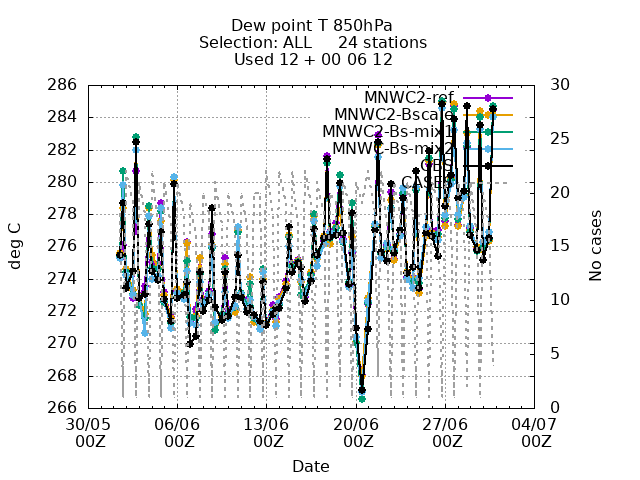 Dew point T 850hPa
Selection: ALL 24 stations
Used 12 + 00 06 12
286
284
282
280
278
276
274
272
270
268
266
30
25
20
15
10
5
0
deg C
No cases
MNWC2-ref
MNWC2-Bscale
MNWC2-Bs-mix1
MNWC-Bs-mix2
OBS
CASES
30/05 06/06 13/06 20/06 27/06 04/07
00Z 00Z 00Z 00Z 00Z 00Z
Date